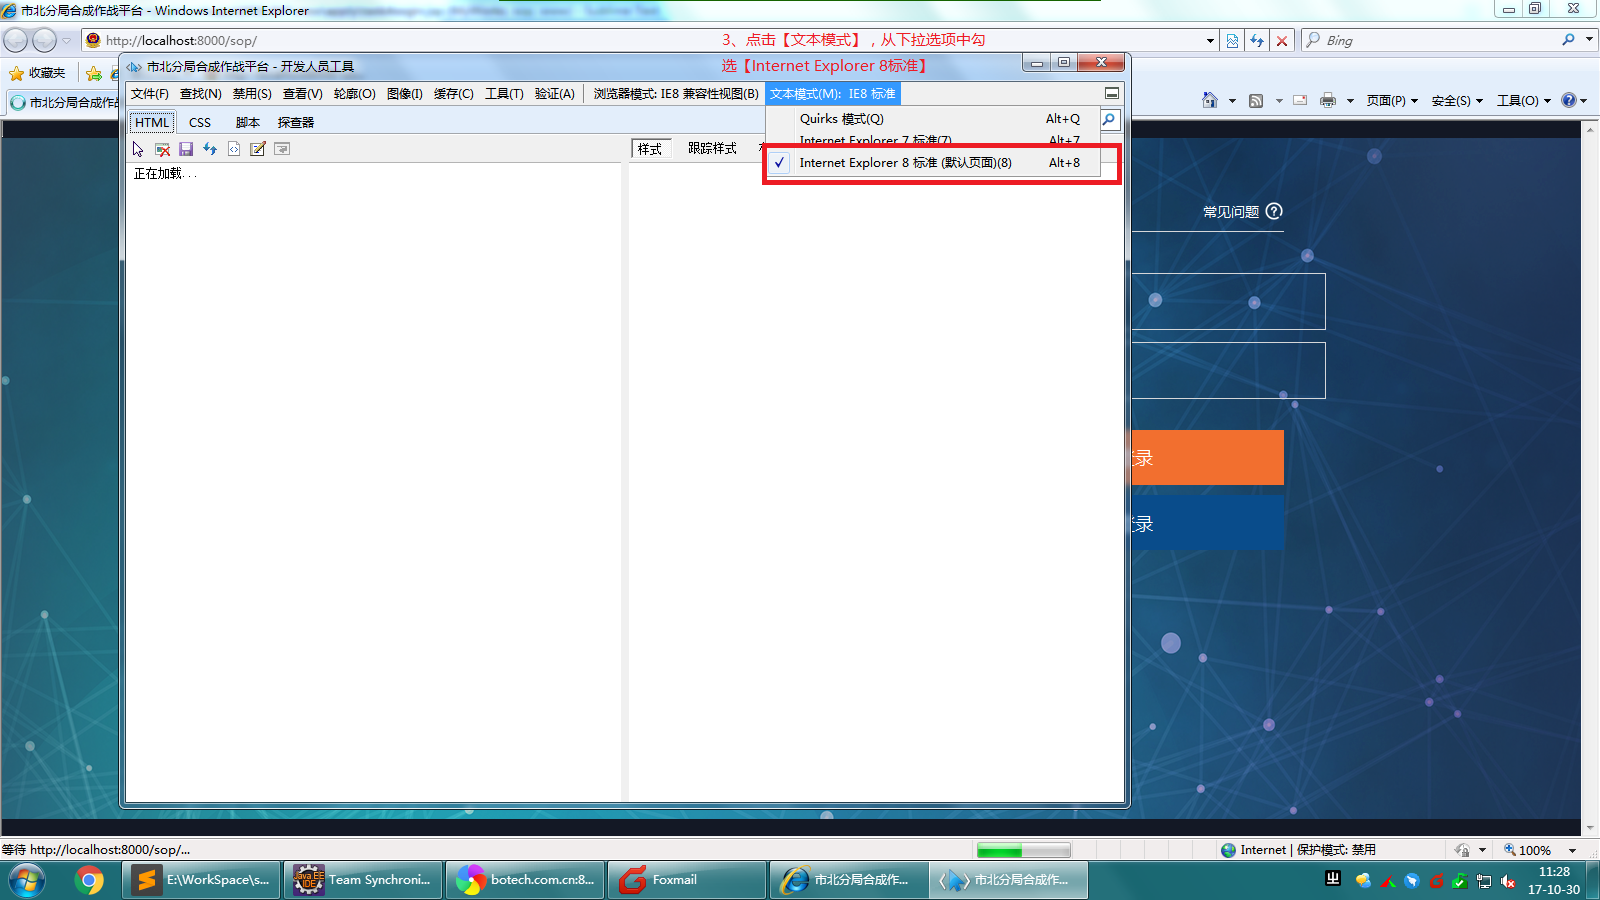 市北分局合成作战平台 - Windows Internet Explorer
http://localhost:8000/sop/
3、点击【文本模式】，从下拉选项中勾
选【Internet Explorer 8标准】
Bing
收藏夹
市北分局合成作战平台 - 开发人员工具
文件(F) 查找(N) 禁用(S) 查看(V) 轮廓(O) 图像(I) 缓存(C) 工具(T) 验证(A) 浏览器模式: IE8 兼容性视图(B) 文本模式(M): IE8 标准
市北分局合成作战
页面(P) 安全(S) 工具(O)
HTML CSS 脚本 探查器
Quirks 模式(Q) Alt+Q
Internet Explorer 7 标准(7) Alt+7
Internet Explorer 8 标准 (默认页面)(8) Alt+8
样式 跟踪样式
正在加载...
常见问题 ?
录
录
等待 http://localhost:8000/sop/...
Internet | 保护模式: 禁用
100%
E:\WorkSpace\s...
Team Synchroni...
botech.com.cn:8...
Foxmail
市北分局合成作...
市北分局合成作...
11:28
17-10-30